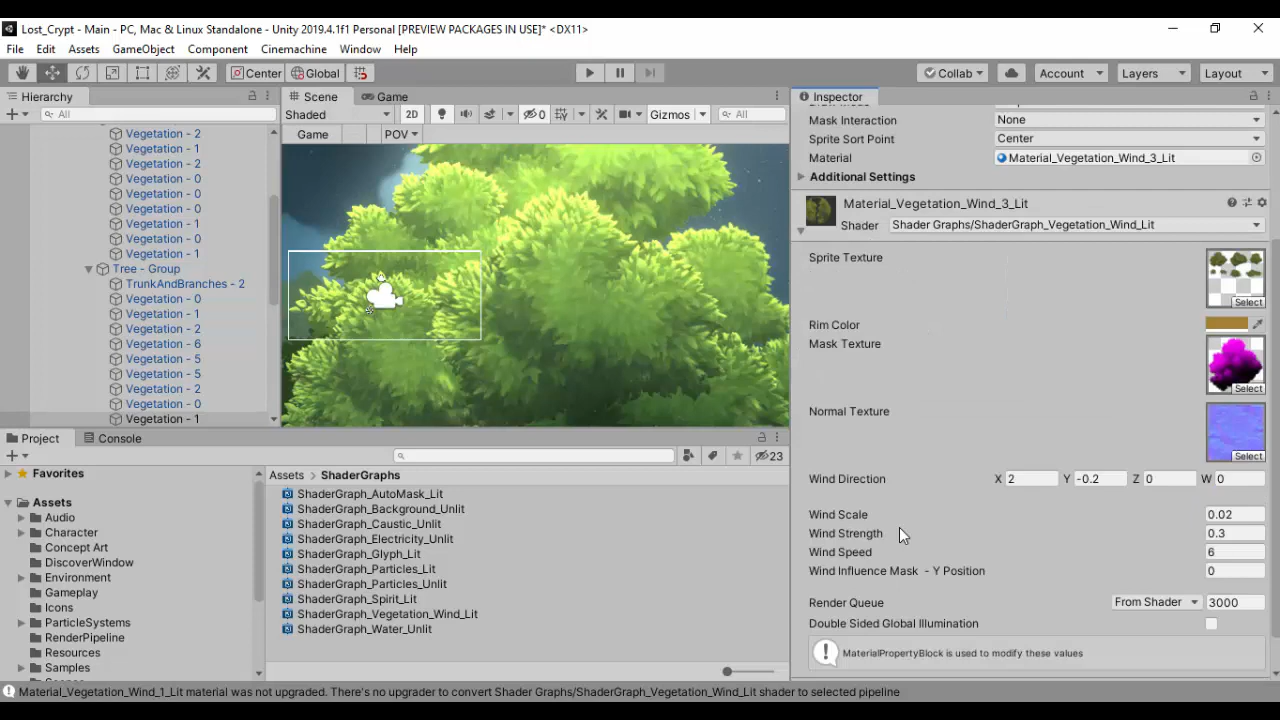 Lost_Crypt - Main - PC, Mac & Linux Standalone - Unity 2019.4.1f1 Personal [PREVIEW PACKAGES IN USE]* <DX11>
File Edit Assets GameObject Component Cinemachine Window Help
Center Global Collab Account Layers Layout
Hierarchy
All
Vegetation - 2
Vegetation - 1
Vegetation - 2
Vegetation - 0
Vegetation - 0
Vegetation - 0
Vegetation - 1
Vegetation - 0
Vegetation - 1
Tree - Group
TrunkAndBranches - 2
Vegetation - 0
Vegetation - 1
Vegetation - 2
Vegetation - 6
Vegetation - 5
Vegetation - 5
Vegetation - 2
Vegetation - 0
Vegetation - 1
Scene Game
Shaded 2D 0 Gizmos All
Game POV
Inspector
Mask Interaction None
Sprite Sort Point Center
Material Material_Vegetation_Wind_3_Lit
Additional Settings
Material_Vegetation_Wind_3_Lit
Shader Shader Graphs/ShaderGraph_Vegetation_Wind_Lit
Sprite Texture
Select
Rim Color
Mask Texture
Select
Normal Texture
Select
Wind Direction X 2 Y -0.2 Z 0 W 0
Wind Scale 0.02
Wind Strength 0.3
Wind Speed 6
Wind Influence Mask - Y Position 0
Render Queue From Shader 3000
Double Sided Global Illumination
MaterialPropertyBlock is used to modify these values
Project Console
23
Favorites
Assets
Audio
Character
Concept Art
DiscoverWindow
Environment
Gameplay
Icons
ParticleSystems
RenderPipeline
Resources
Samples
Assets > ShaderGraphs
ShaderGraph_AutoMask_Lit
ShaderGraph_Background_Unlit
ShaderGraph_Caustic_Unlit
ShaderGraph_Electricity_Unlit
ShaderGraph_Glyph_Lit
ShaderGraph_Particles_Lit
ShaderGraph_Particles_Unlit
ShaderGraph_Spirit_Lit
ShaderGraph_Vegetation_Wind_Lit
ShaderGraph_Water_Unlit
Material_Vegetation_Wind_1_Lit material was not upgraded. There's no upgrader to convert Shader Graphs/ShaderGraph_Vegetation_Wind_Lit shader to selected pipeline